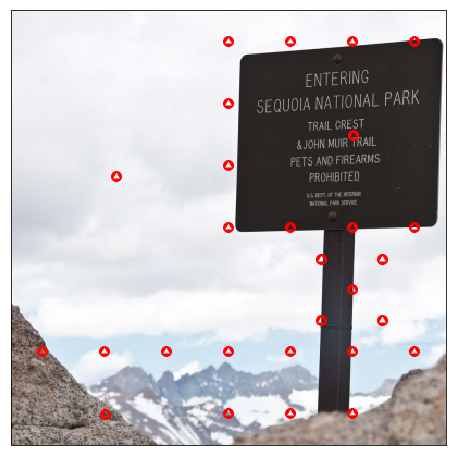 ENTERING
SEQUOIA NATIONAL PARK
TRAIL CREST
& JOHN MUIR TRAIL
PETS AND FIREARMS
PROHIBITED
U.S. DEPT. OF THE INTERIOR
NATIONAL PARK SERVICE